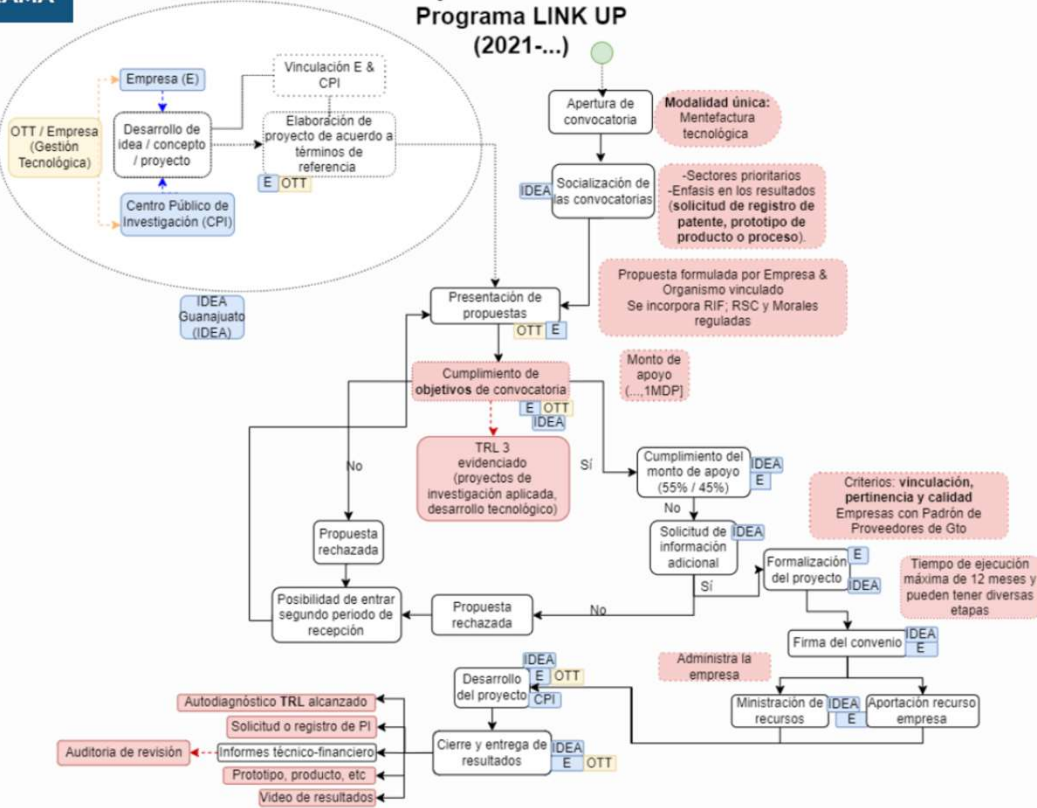 Programa LINK UP
(2021-...)
Empresa (E)
Vinculación E &
CPI
OTT / Empresa
(Gestión
Tecnológica)
Desarrollo de
idea / concepto
/ proyecto
Elaboración de
proyecto de acuerdo a
términos de
referencia
E OTT
Centro Público de
Investigación (CPI)
IDEA
Guanajuato
(IDEA)
Apertura de
convocatoria
Modalidad única:
Mentefactura
tecnológica
IDEA
Socialización de
las convocatorias
-Sectores prioritarios
-Enfasis en los resultados
(solicitud de registro de
patente, prototipo de
producto o proceso).
Presentación de
propuestas
OTT E
Propuesta formulada por Empresa &
Organismo vinculado
Se incorpora RIF; RSC y Morales
reguladas
Cumplimiento de
objetivos de convocatoria
E OTT
IDEA
Monto de
apoyo
(...,1MDP]
TRL 3
evidenciado
(proyectos de
investigación aplicada,
desarrollo tecnológico)
No
Sí
Cumplimiento del
monto de apoyo
(55% / 45%)
IDEA
E
Criterios: vinculación,
pertinencia y calidad
Empresas con Padrón de
Proveedores de Gto
No
Propuesta
rechazada
Solicitud de
información
adicional
IDEA
Sí
Formalización
del proyecto
E
IDEA
Tiempo de ejecución
máxima de 12 meses y
pueden tener diversas
etapas
Posibilidad de entrar
segundo periodo de
recepción
Propuesta
rechazada
No
Firma del convenio
IDEA
E
Administra la
empresa
IDEA
E OTT
CPI
Desarrollo
del proyecto
Ministración de
recursos
IDEA
E
Aportación recurso
empresa
Autodiagnóstico TRL alcanzado
Solicitud o registro de PI
Auditoria de revisión
Informes técnico-financiero
Prototipo, producto, etc
Video de resultados
Cierre y entrega de
resultados
IDEA
E OTT